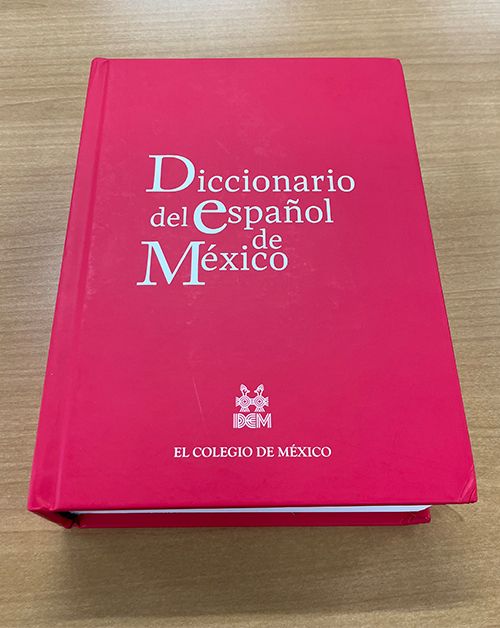 Diccionario
del español
de
México
DEM
EL COLEGIO DE MÉXICO